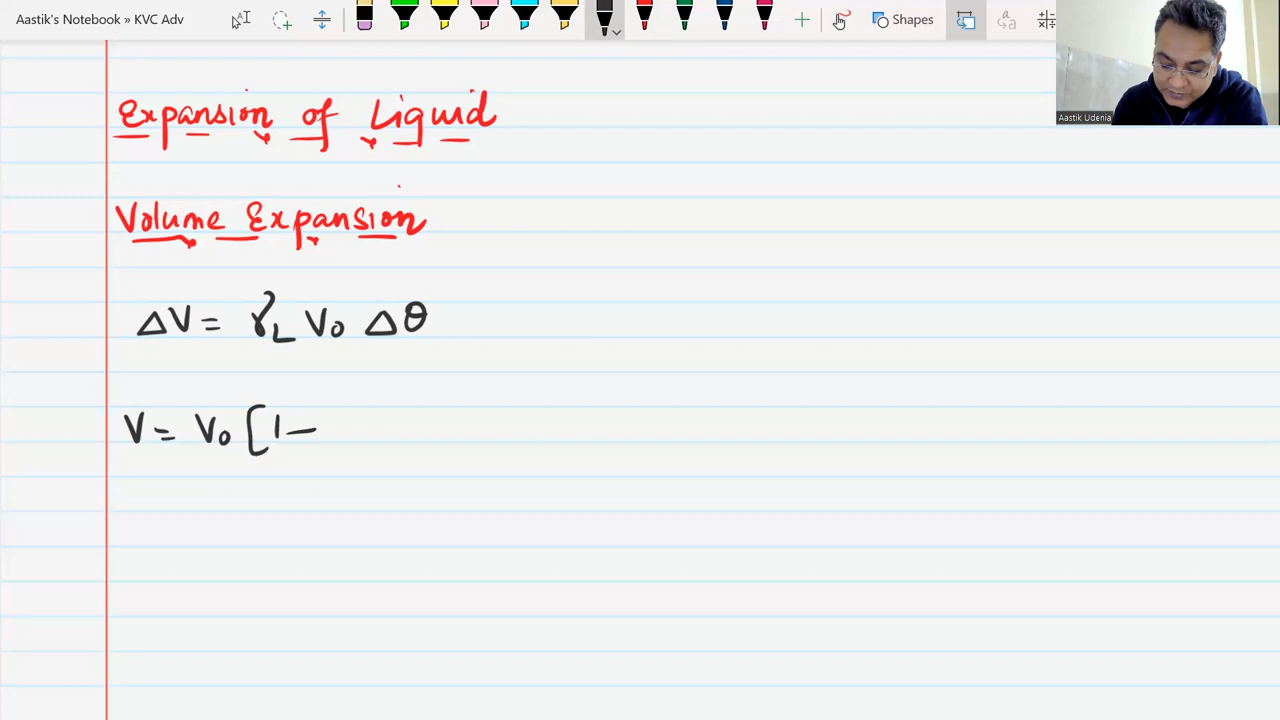 Aastik's Notebook » KVC Adv
Shapes
Aastik Udenia
Expansion of Liquid
Volume Expansion
ΔV = γL V0 Δθ
V = V0 [1 –